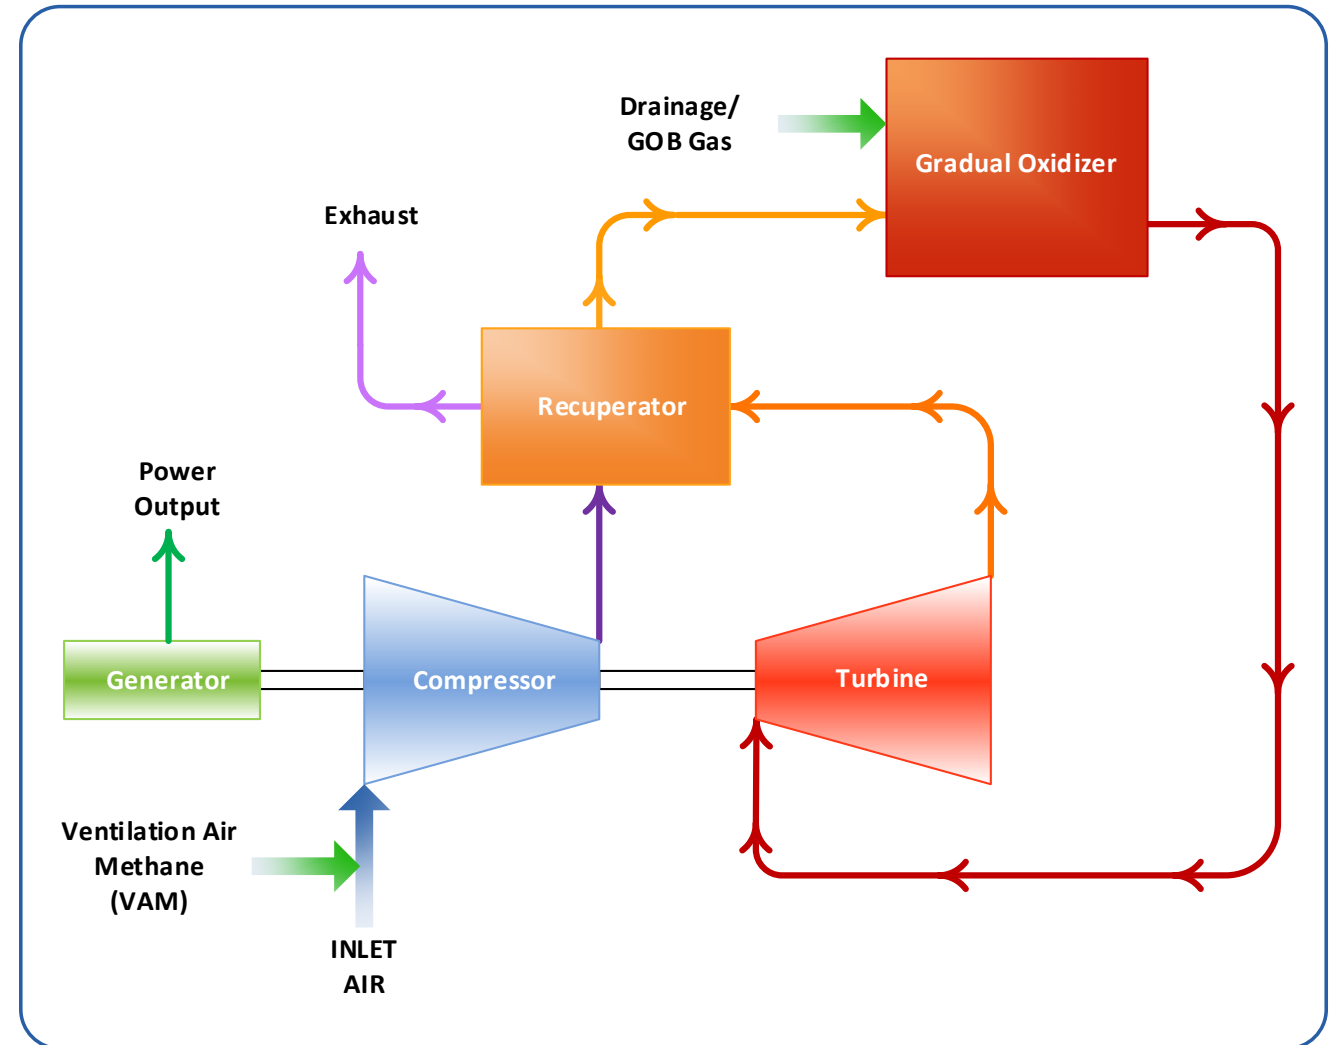 Drainage/
GOB Gas
Gradual Oxidizer
Exhaust
Recuperator
Power
Output
Generator
Compressor
Turbine
Ventilation Air
Methane
(VAM)
INLET
AIR